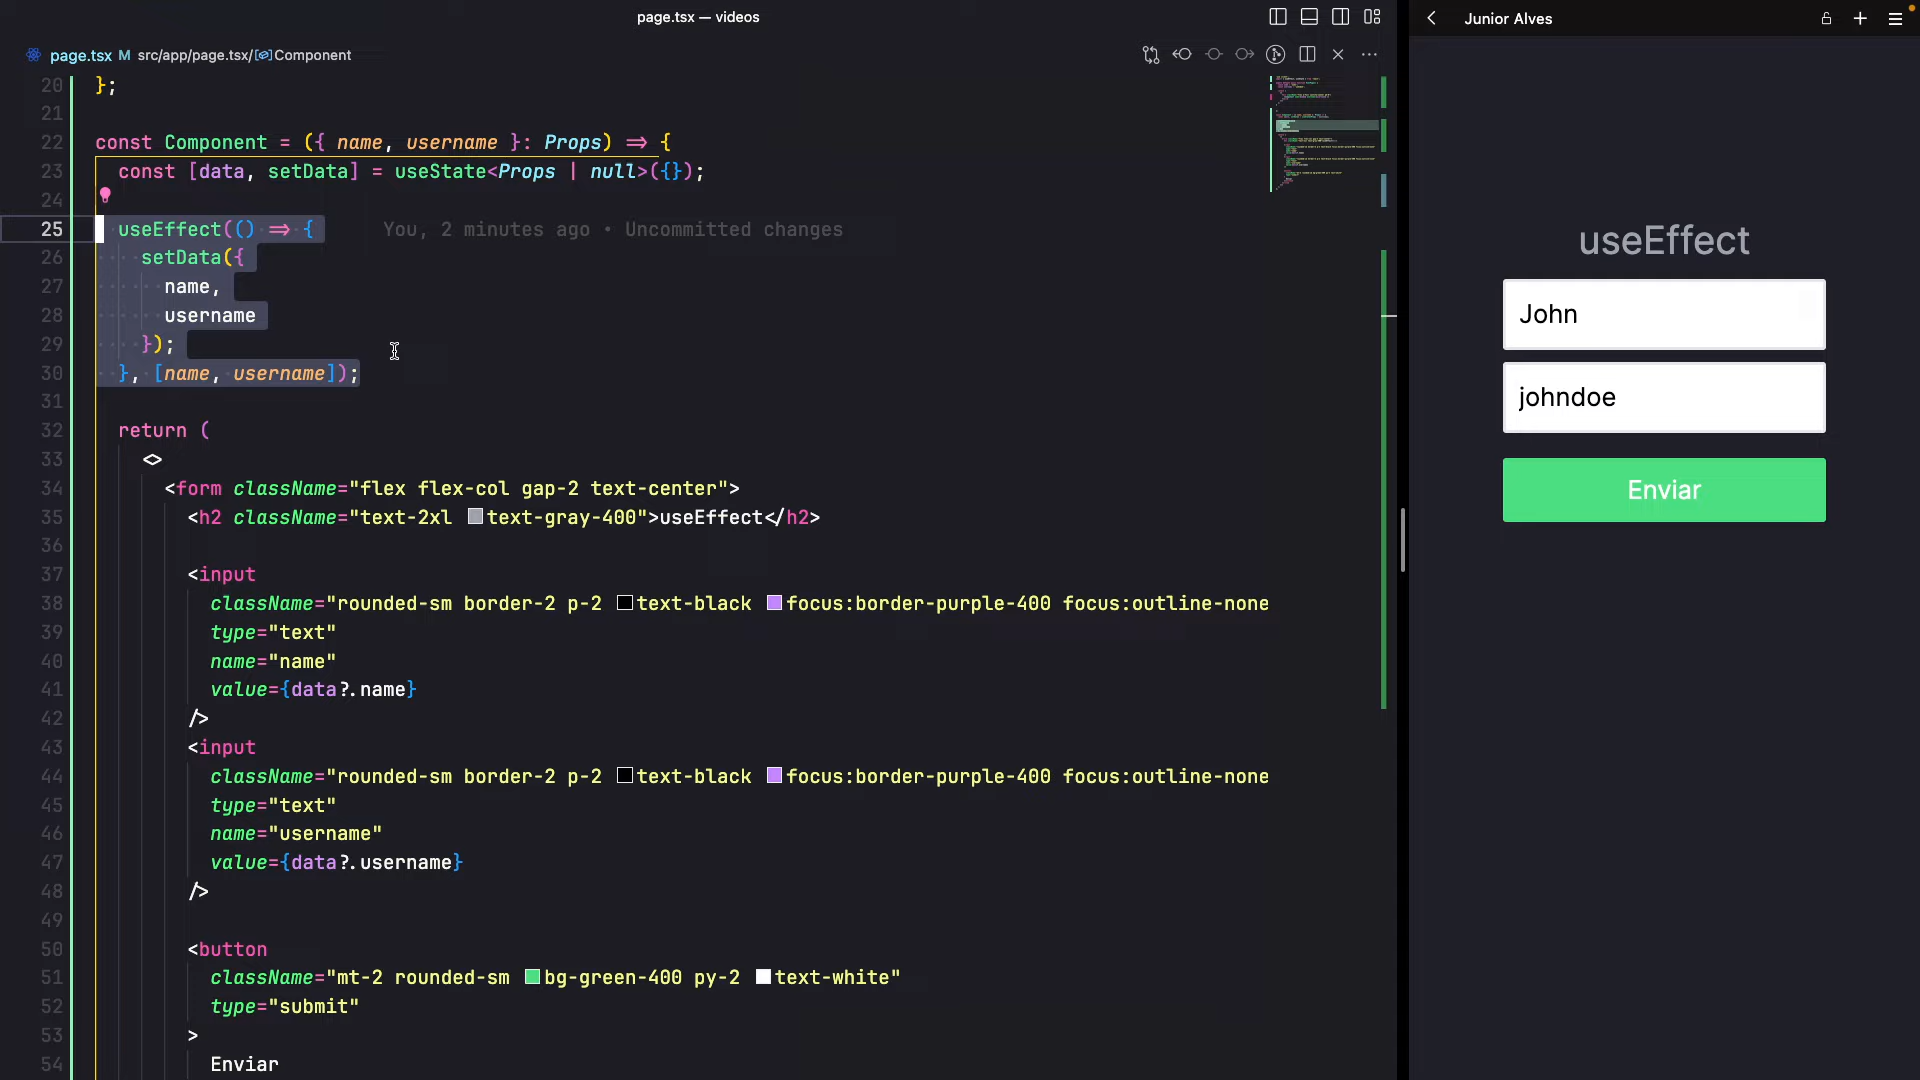 page.tsx — videos
page.tsx M src/app/page.tsx/Component
20 };
21
22 const Component = ({ name, username }: Props) => {
23 const [data, setData] = useState<Props | null>({});
24
25 useEffect(() => { You, 2 minutes ago • Uncommitted changes
26 setData({
27 name,
28 username
29 });
30 }, [name, username]);
31
32 return (
33 <>
34 <form className="flex flex-col gap-2 text-center">
35 <h2 className="text-2xl text-gray-400">useEffect</h2>
36
37 <input
38 className="rounded-sm border-2 p-2 text-black focus:border-purple-400 focus:outline-none
39 type="text"
40 name="name"
41 value={data?.name}
42 />
43 <input
44 className="rounded-sm border-2 p-2 text-black focus:border-purple-400 focus:outline-none
45 type="text"
46 name="username"
47 value={data?.username}
48 />
49
50 <button
51 className="mt-2 rounded-sm bg-green-400 py-2 text-white"
52 type="submit"
53 >
54 Enviar
Junior Alves
useEffect
John
johndoe
Enviar